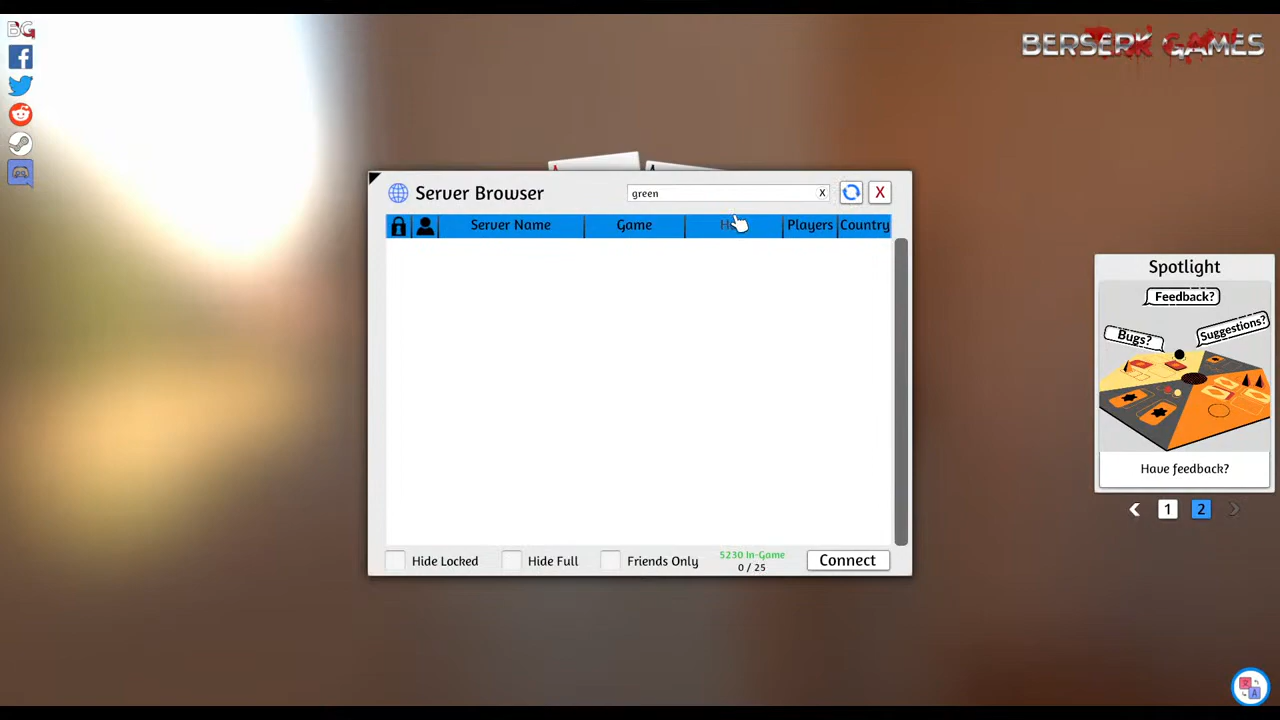 BG
BERSERK GAMES
Server Browser
green
X
X
Server Name
Game
Players
Country
Spotlight
Feedback?
Bugs?
Suggestions?
Have feedback?
1
2
Hide Locked
Hide Full
Friends Only
5230 In-Game
0 / 25
Connect